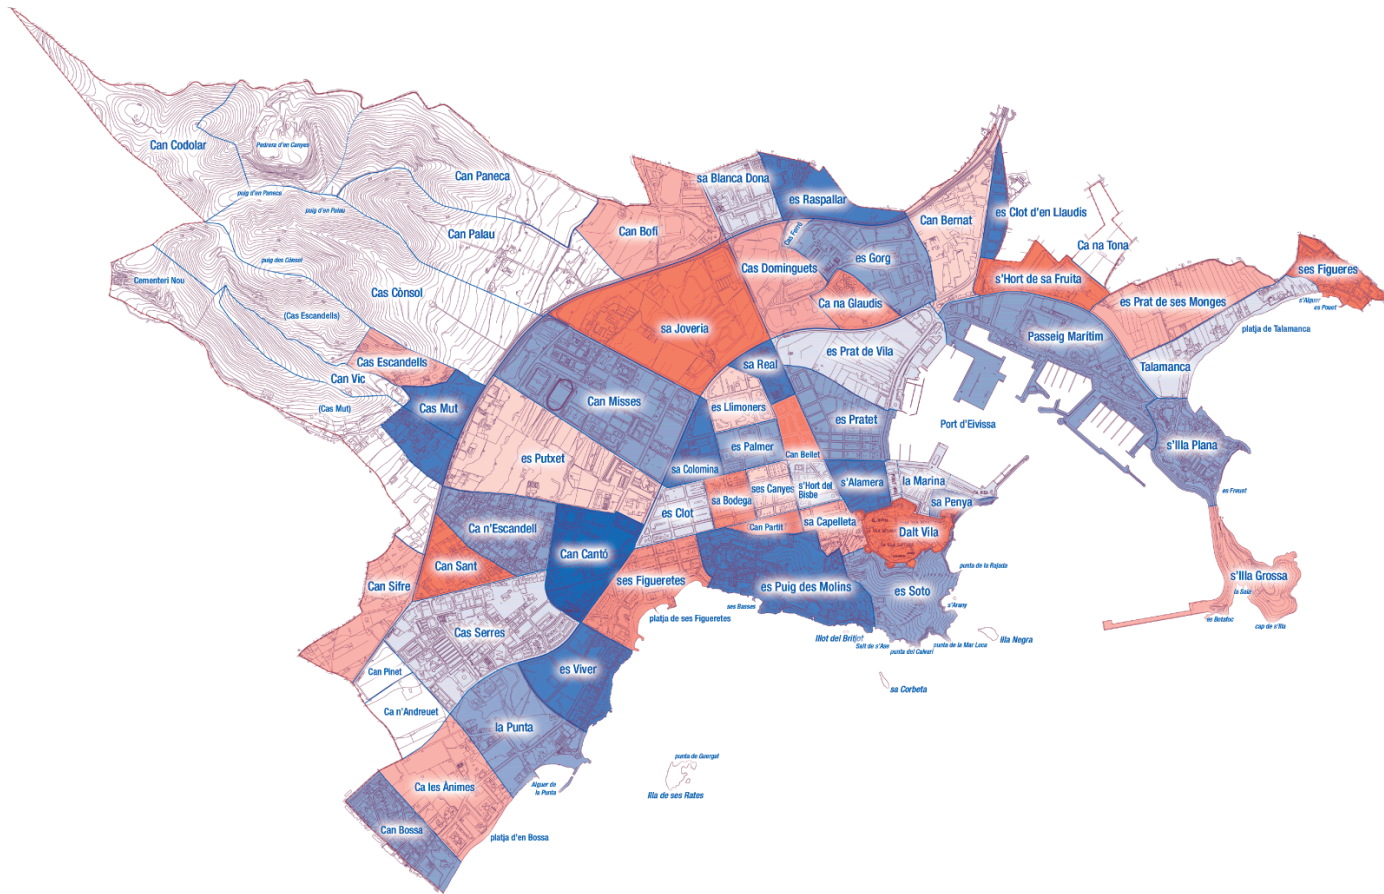 Can Codolar
Pedrera d'en Canyes
Can Paneca
puig d'en Paneca
puig d'en Palau
Can Palau
puig des Cònsol
Cementeri Nou
Cas Cònsol
(Cas Escandells)
Cas Escandells
Can Vic
(Cas Mut)
Cas Mut
Can Bofí
sa Blanca Dona
es Raspallar
Cas Ferró
es Gorg
Cas Dominguets
Ca na Glaudis
Can Bernat
es Clot d'en Llaudis
Ca na Tona
s'Hort de sa Fruita
es Prat de ses Monges
ses Figueres
s'Alguer
es Pouet
platja de Talamanca
Talamanca
Passeig Marítim
sa Joveria
es Prat de Vila
sa Real
Can Misses
es Llimoners
es Pratet
Port d'Eivissa
s'Illa Plana
es Freuet
es Palmer
Can Bellet
es Putxet
sa Colomina
s'Alamera
la Marina
sa Penya
ses Canyes
s'Hort del
Bisbe
sa Bodega
es Clot
Can Partit
sa Capelleta
Dalt Vila
Ca n'Escandell
Can Cantó
Can Sant
Can Sifre
ses Figueretes
es Puig des Molins
es Soto
punta de la Rajada
s'Illa Grossa
la Saiz
es Botafoc
cap de s'Illa
ses Basses
platja de ses Figueretes
s'Arany
Illot del Britjot
Salt de s'Ase
punta del Calvari
punta de la Mar Loca
Illa Negra
sa Corbeta
Cas Serres
Can Pinet
es Viver
Ca n'Andreuet
la Punta
punta de Guergal
Illa de ses Rates
Alguer de
la Punta
Ca les Ànimes
Can Bossa
platja d'en Bossa